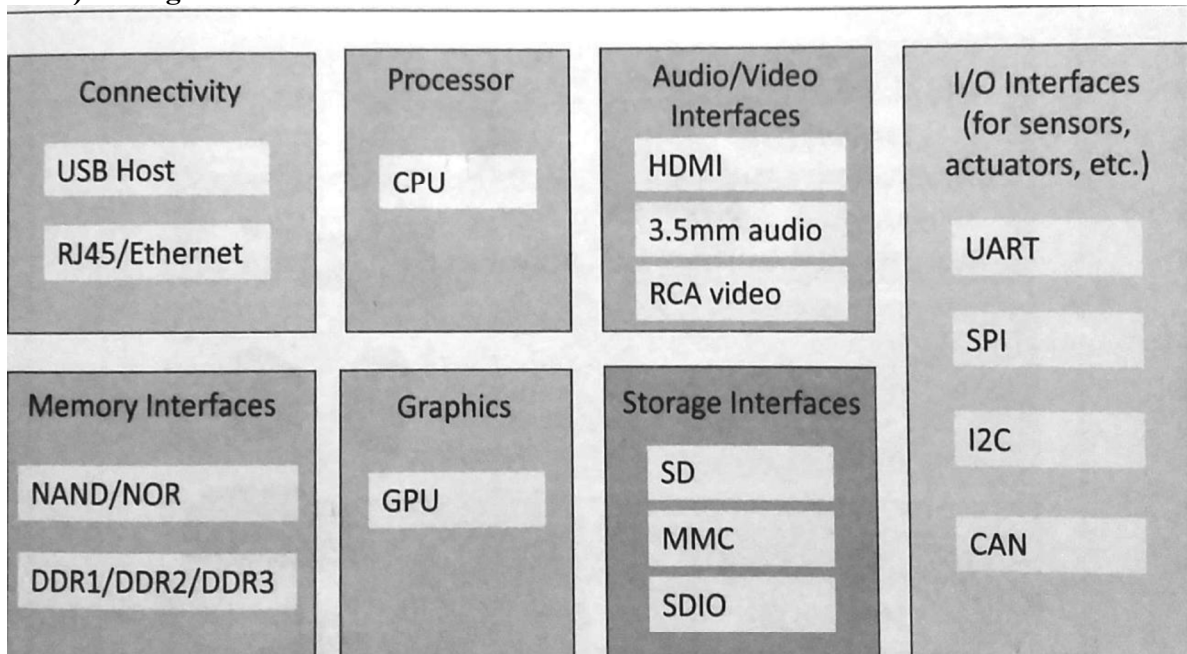 Connectivity
USB Host
RJ45/Ethernet
Processor
CPU
Audio/Video
Interfaces
HDMI
3.5mm audio
RCA video
I/O Interfaces
(for sensors,
actuators, etc.)
UART
SPI
I2C
CAN
Memory Interfaces
NAND/NOR
DDR1/DDR2/DDR3
Graphics
GPU
Storage Interfaces
SD
MMC
SDIO